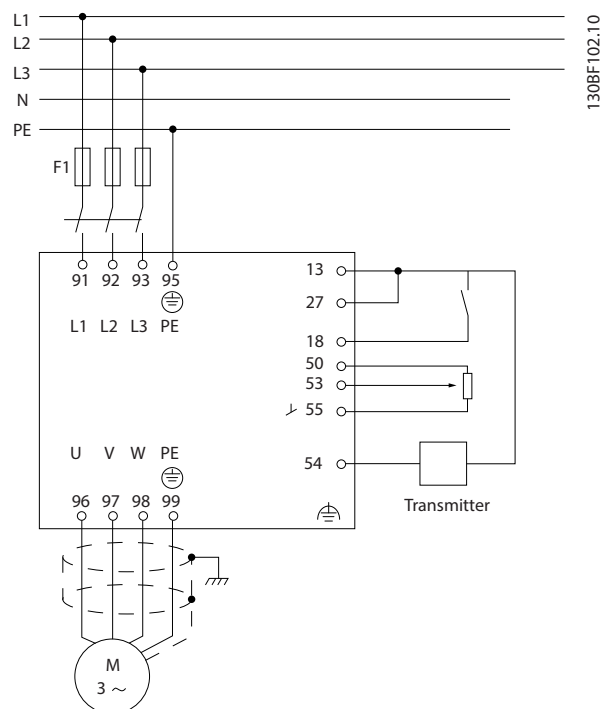 L1
L2
L3
N
PE
130BF102.10
F1
91 92 93 95
L1 L2 L3 PE
13
27
18
50
53
55
54
Transmitter
U V W PE
96 97 98 99
M
3 ~